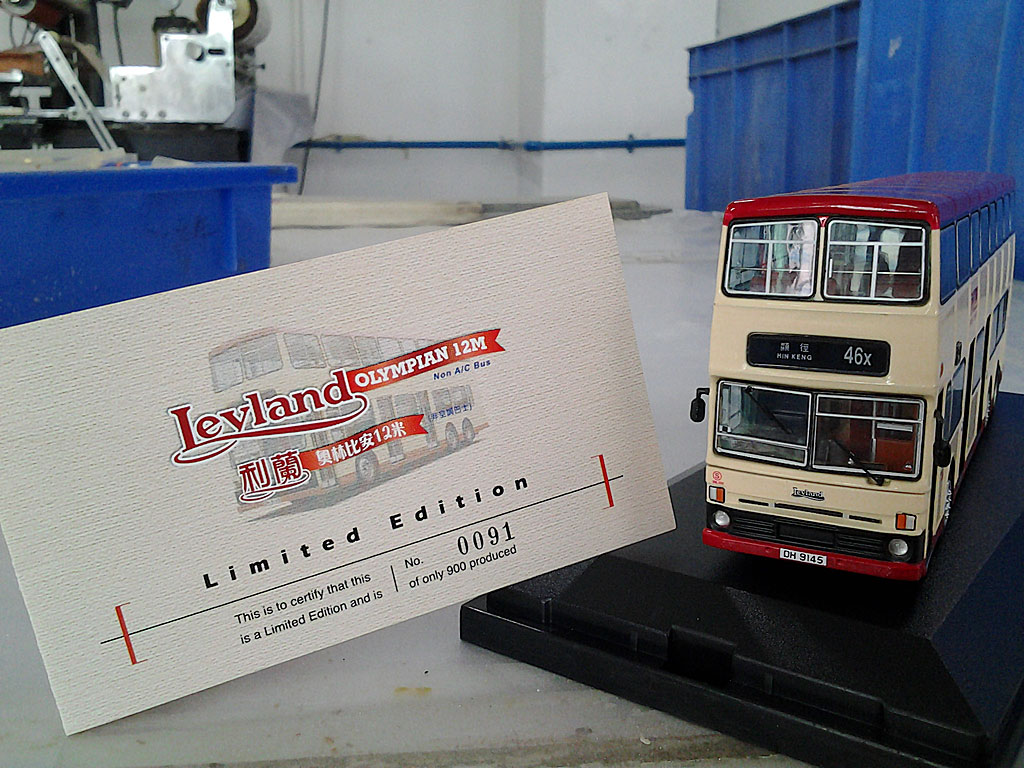 Leyland
OLYMPIAN 12M
Non A/C Bus
利蘭
奧林比安12米
(非空調巴士)
Limited Edition
This is to certify that this
is a Limited Edition and is
No. 0091
of only 900 produced
顯徑
HIN KENG
46x
Leyland
DH 9145